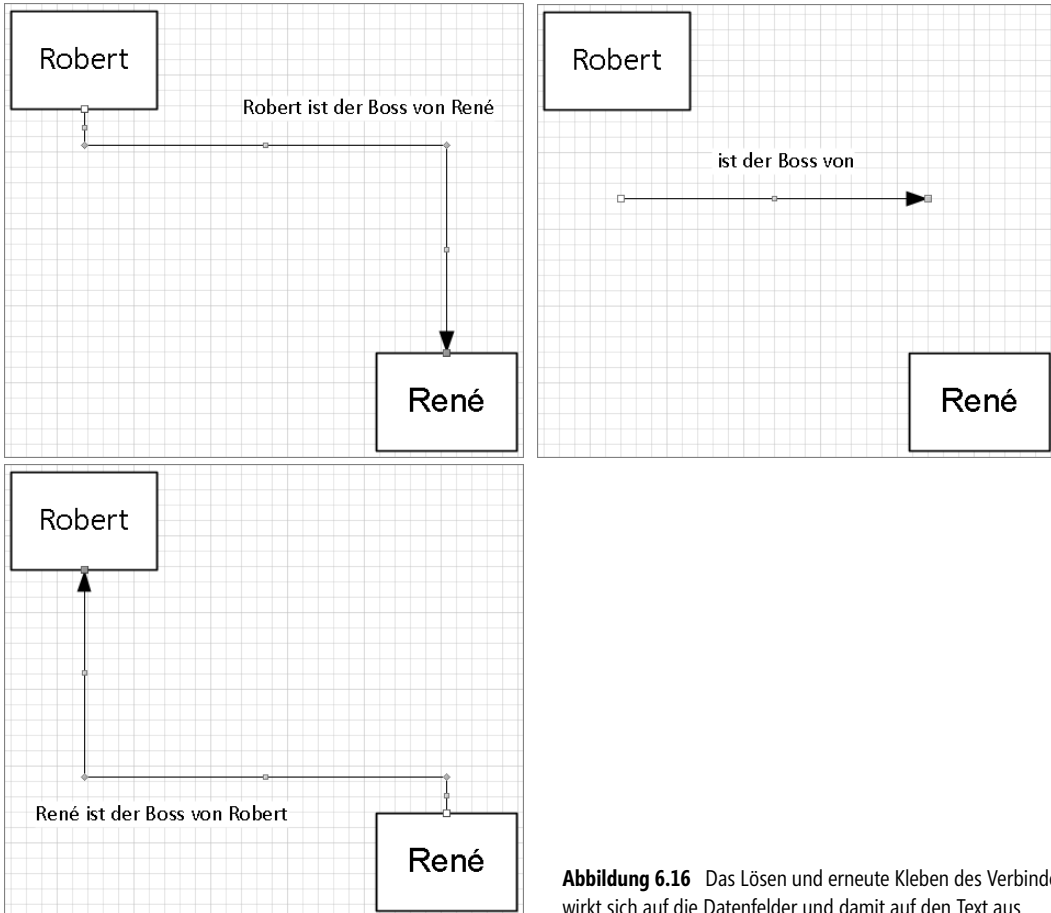 Robert
Robert ist der Boss von René
René
Robert
ist der Boss von
René
Robert
René ist der Boss von Robert
René
Abbildung 6.16 Das Lösen und erneute Kleben des
wirkt sich auf die Datenfelder und damit auf den Text aus